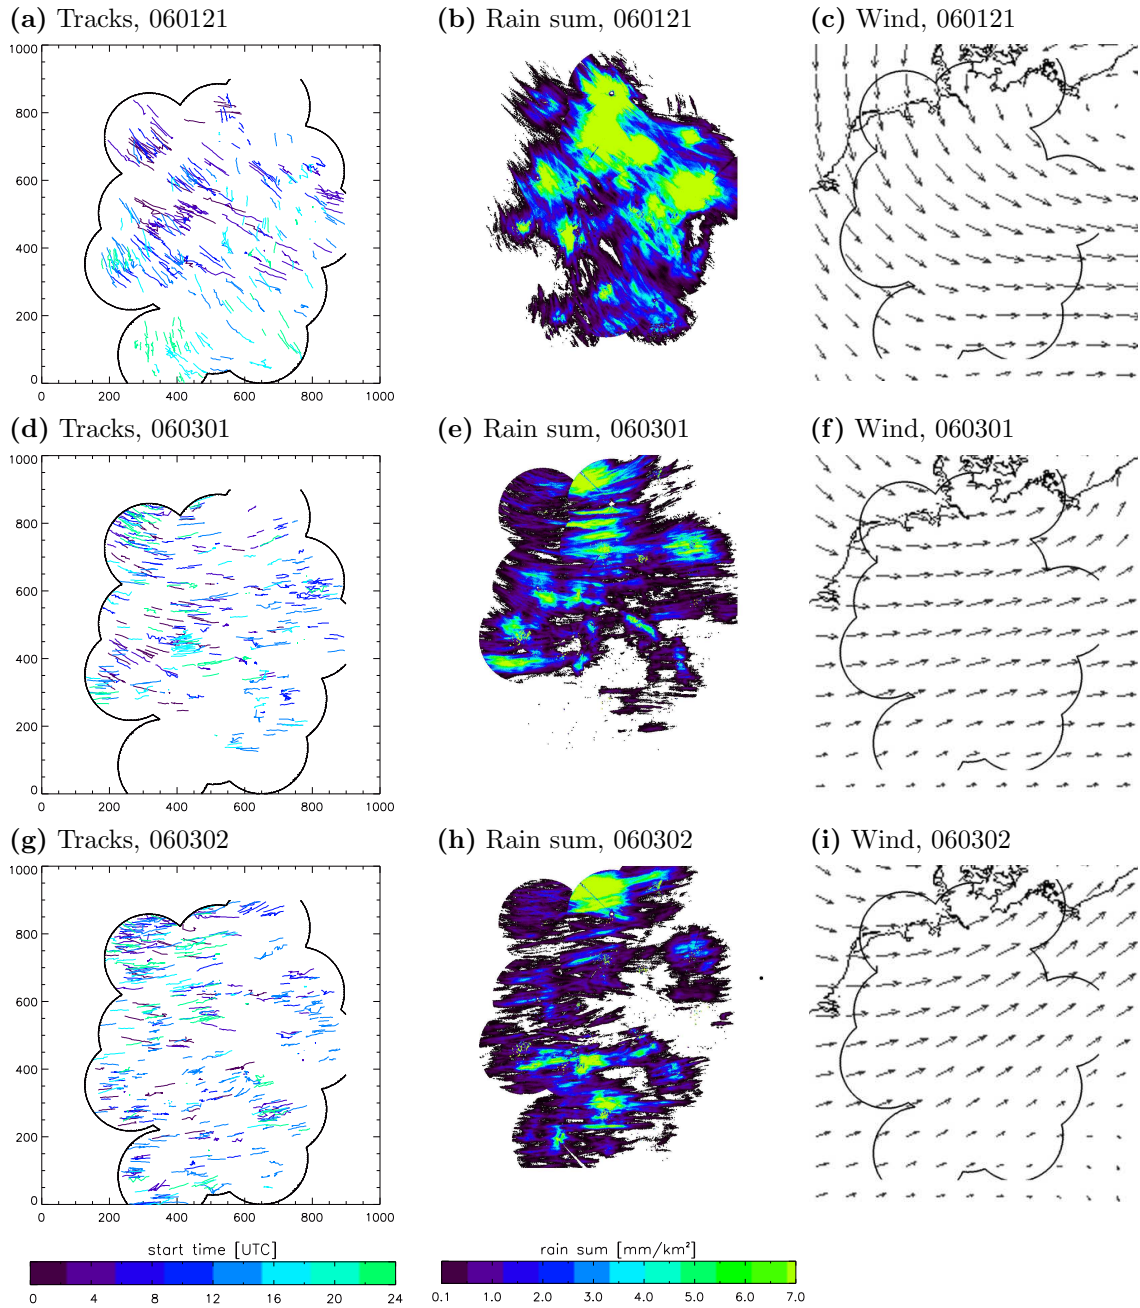 (a) Tracks, 060121
(b) Rain sum, 060121
(c) Wind, 060121
1000
800
600
400
200
0
0 200 400 600 800 1000
(d) Tracks, 060301
(e) Rain sum, 060301
(f) Wind, 060301
1000
800
600
400
200
0
0 200 400 600 800 1000
(g) Tracks, 060302
(h) Rain sum, 060302
(i) Wind, 060302
1000
800
600
400
200
0
0 200 400 600 800 1000
start time [UTC]
0 4 8 12 16 20 24
rain sum [mm/km²]
0.1 1.0 2.0 3.0 4.0 5.0 6.0 7.0